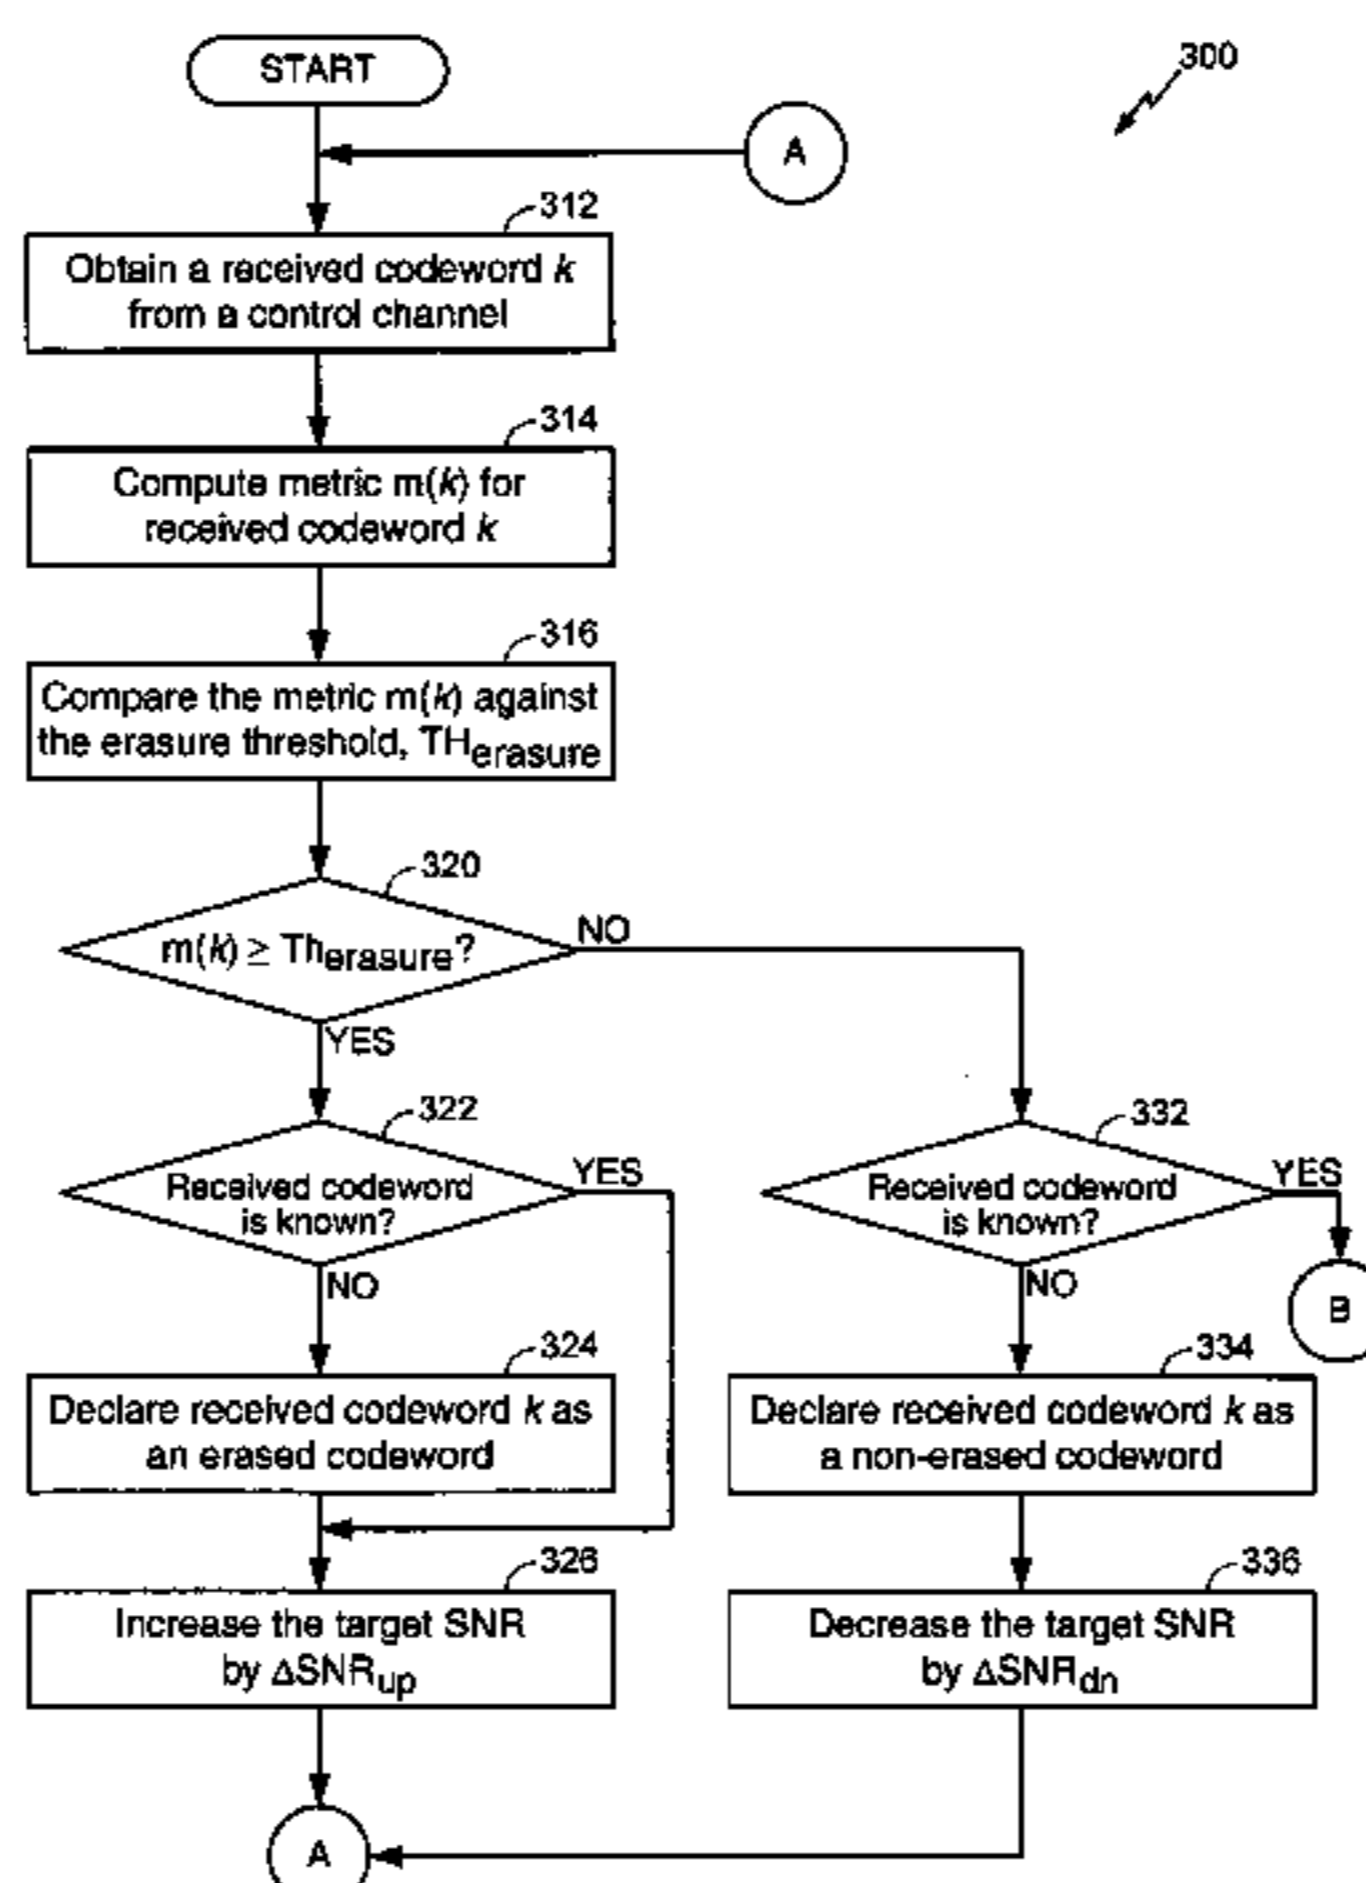 START
300
A
312
Obtain a received codeword k
from a control channel
314
Compute metric m(k) for
received codeword k
316
Compare the metric m(k) against
the erasure threshold, THerasure
320
m(k) ≥ Therasure?
NO
YES
322
Received codeword
is known?
YES
NO
332
Received codeword
is known?
YES
NO
B
324
Declare received codeword k as
an erased codeword
334
Declare received codeword k as
a non-erased codeword
326
Increase the target SNR
by ΔSNRup
336
Decrease the target SNR
by ΔSNRdn
A